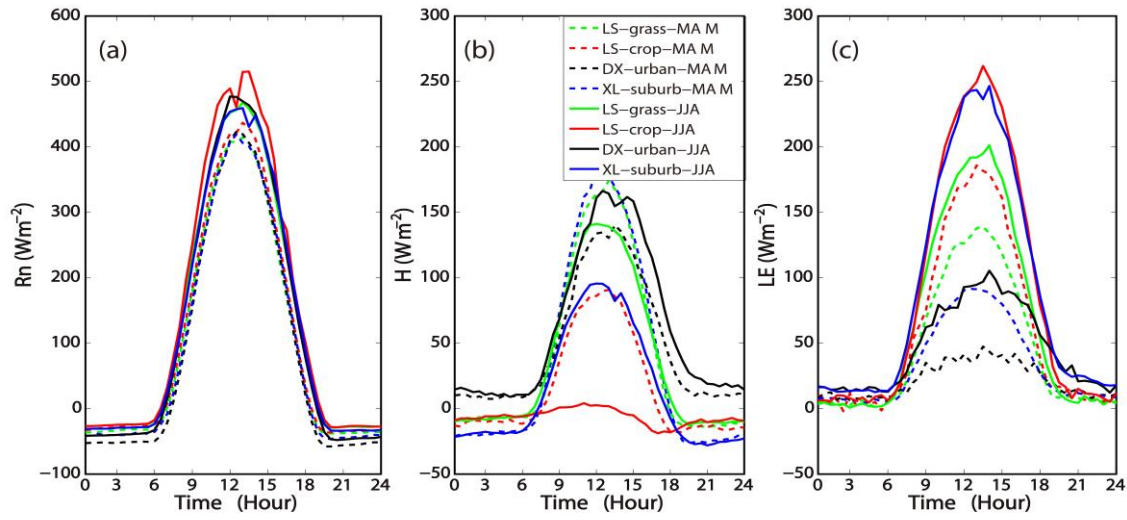 (a)
600
500
400
300
200
100
0
−100
Rn (Wm−2)
0 3 6 9 12 15 18 21 24
Time (Hour)
(b)
300
250
200
150
100
50
0
−50
H (Wm−2)
0 3 6 9 12 15 18 21 24
Time (Hour)
LS−grass−MA M
LS−crop−MA M
DX−urban−MA M
XL−suburb−MA M
LS−grass−JJA
LS−crop−JJA
DX−urban−JJA
XL−suburb−JJA
(c)
300
250
200
150
100
50
0
−50
LE (Wm−2)
0 3 6 9 12 15 18 21 24
Time (Hour)